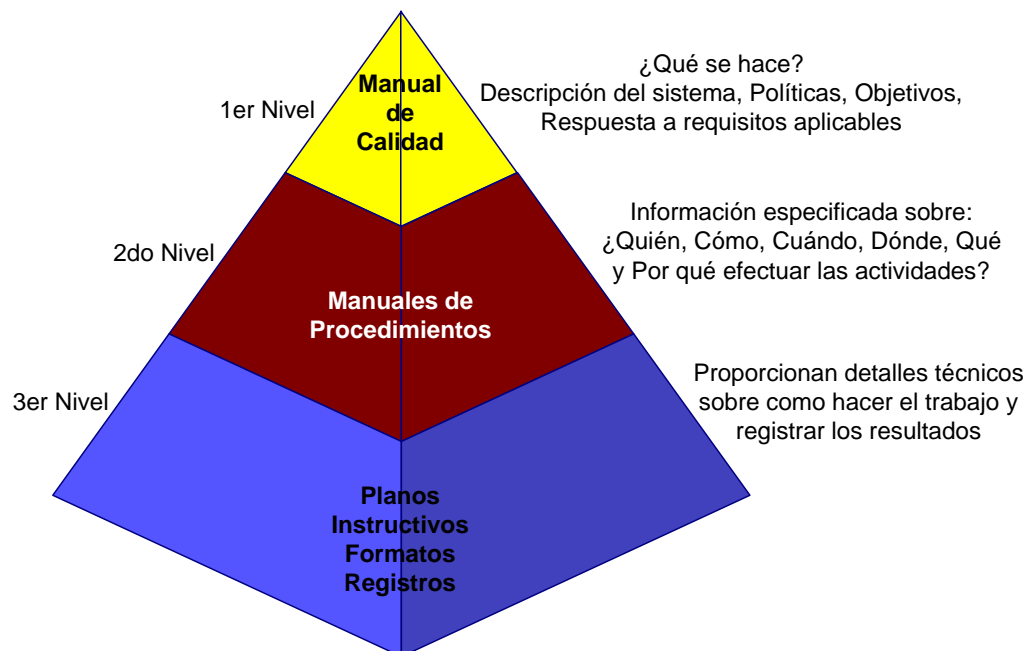 1er Nivel
Manual
de
Calidad
¿Qué se hace?
Descripción del sistema, Políticas, Objetivos,
Respuesta a requisitos aplicables
2do Nivel
Manuales de
Procedimientos
Información especificada sobre:
¿Quién, Cómo, Cuándo, Dónde, Qué
y Por qué efectuar las actividades?
3er Nivel
Planos
Instructivos
Formatos
Registros
Proporcionan detalles técnicos
sobre como hacer el trabajo y
registrar los resultados